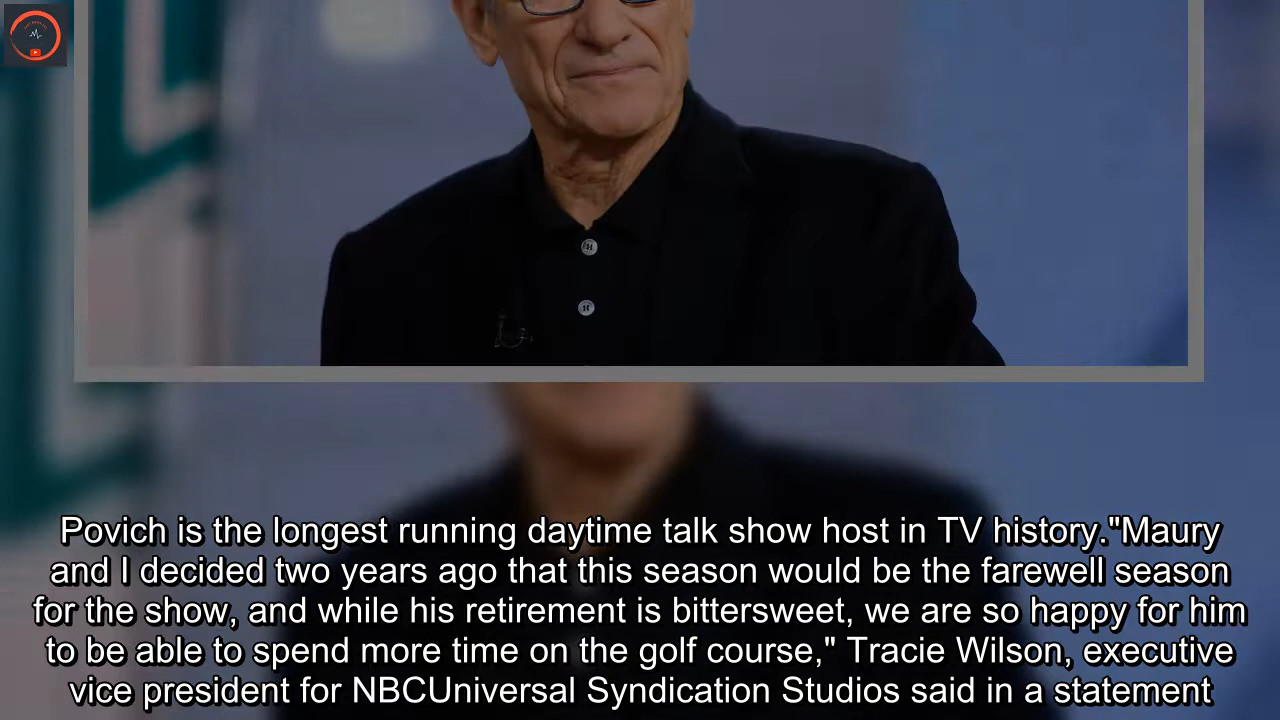 Povich is the longest running daytime talk show host in TV history."Maury
and I decided two years ago that this season would be the farewell season
for the show, and while his retirement is bittersweet, we are so happy for him
to be able to spend more time on the golf course," Tracie Wilson, executive
vice president for NBCUniversal Syndication Studios said in a statement